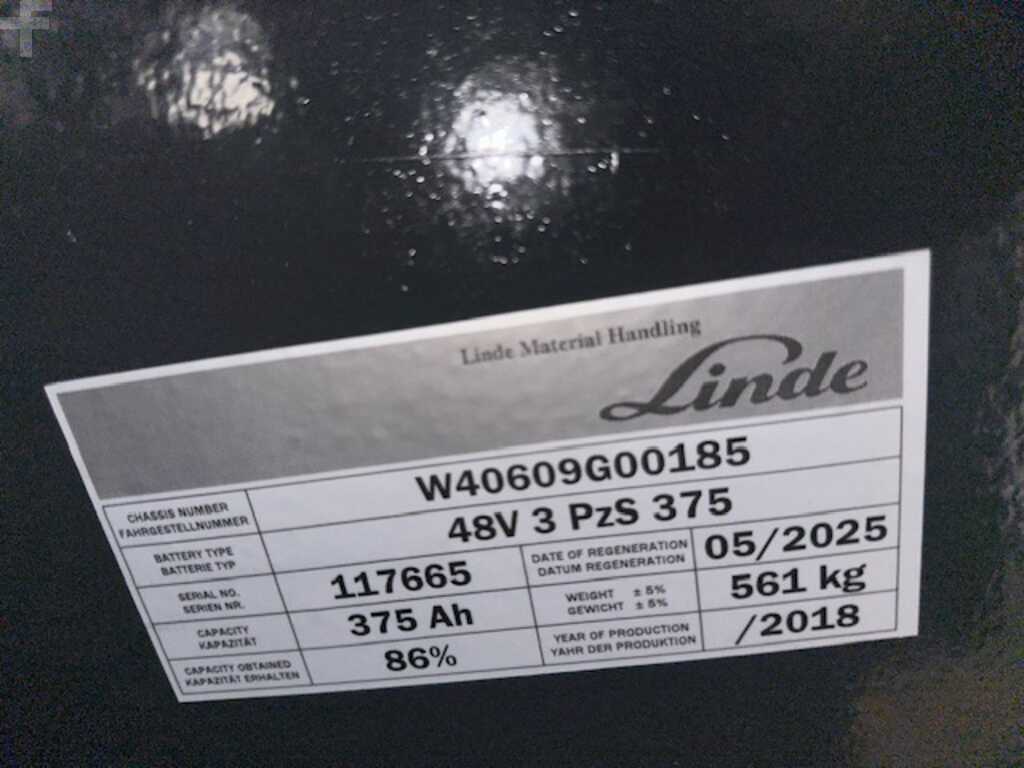 Linde Material Handling
Linde
CHASSIS NUMBER
FAHRGESTELLNUMMER
W40609G00185
BATTERY TYPE
BATTERIE TYP
48V 3 PzS 375
SERIAL NO.
SERIEN NR.
117665
DATE OF REGENERATION
DATUM REGENERATION
05/2025
CAPACITY
KAPAZITÄT
375 Ah
WEIGHT ± 5%
GEWICHT ± 5%
561 kg
CAPACITY OBTAINED
KAPAZITÄT ERHALTEN
86%
YEAR OF PRODUCTION
YAHR DER PRODUKTION
/2018